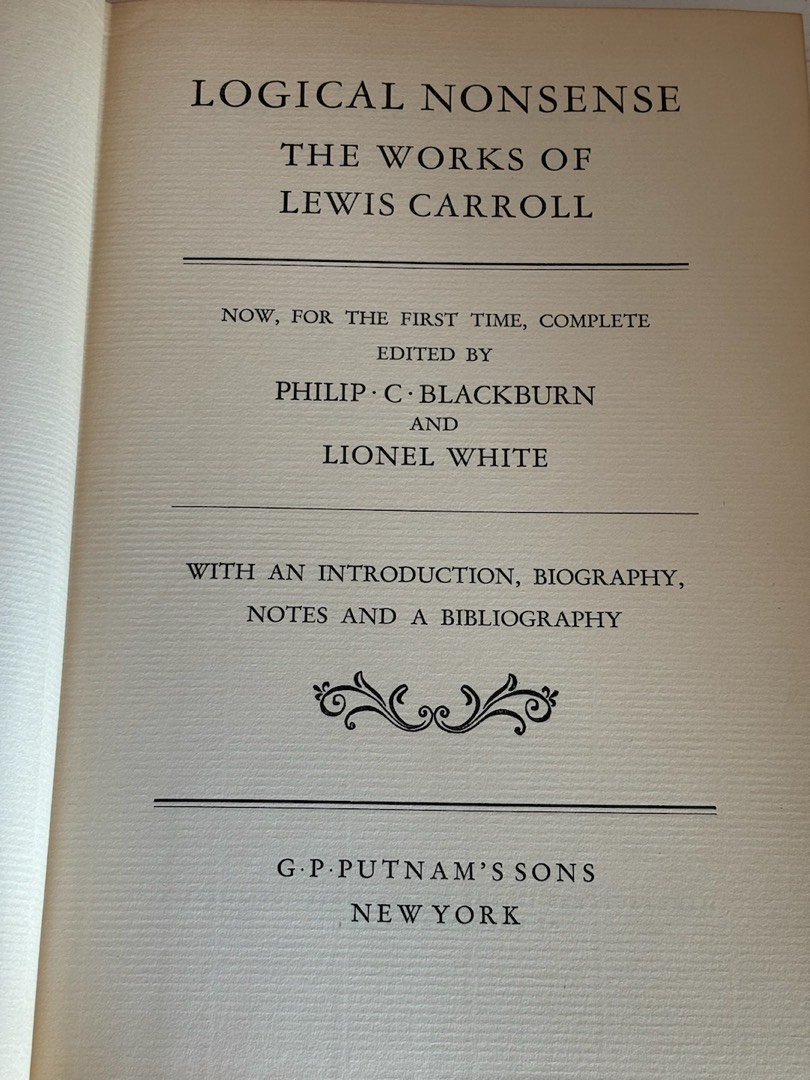 LOGICAL NONSENSE
THE WORKS OF
LEWIS CARROLL
NOW, FOR THE FIRST TIME, COMPLETE
EDITED BY
PHILIP · C · BLACKBURN
AND
LIONEL WHITE
WITH AN INTRODUCTION, BIOGRAPHY,
NOTES AND A BIBLIOGRAPHY
G·P·PUTNAM'S SONS
NEW YORK